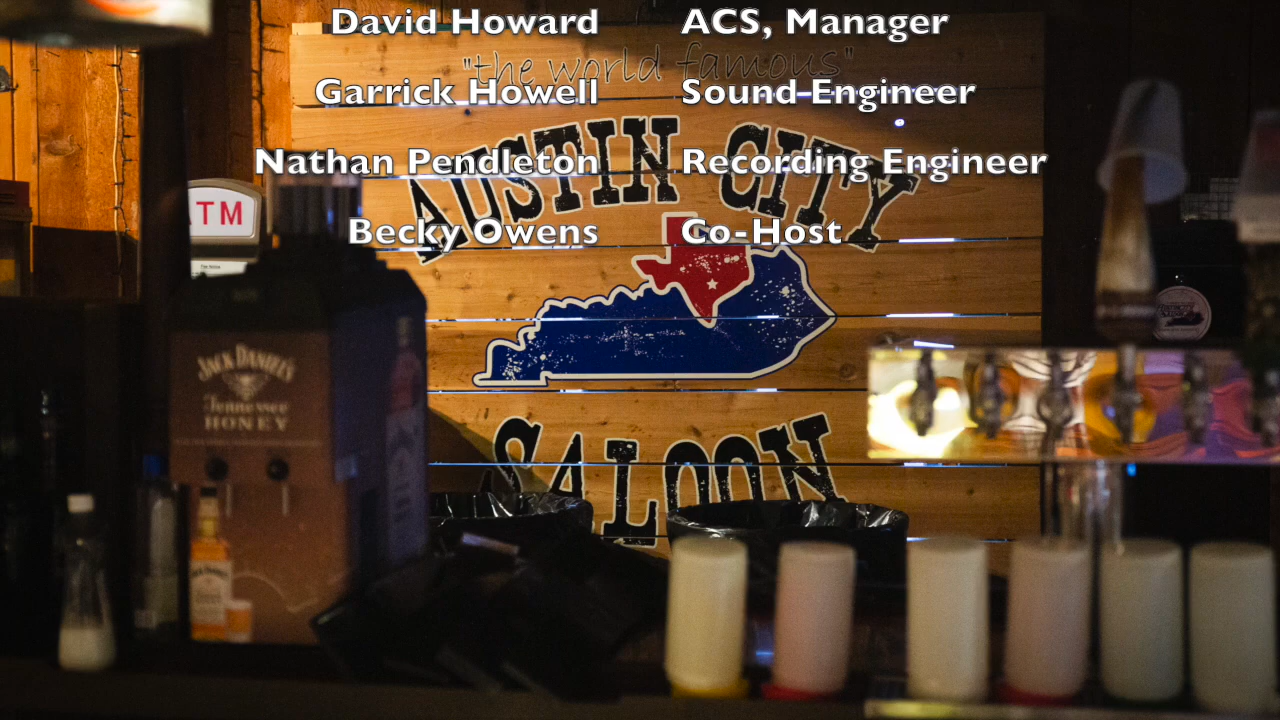 David Howard ACS, Manager
"the world famous"
Garrick Howell Sound Engineer
AUSTIN CITY
Nathan Pendleton Recording Engineer
ATM
Becky Owens Co-Host
JACK DANIEL'S
Tennessee
HONEY
SALOON